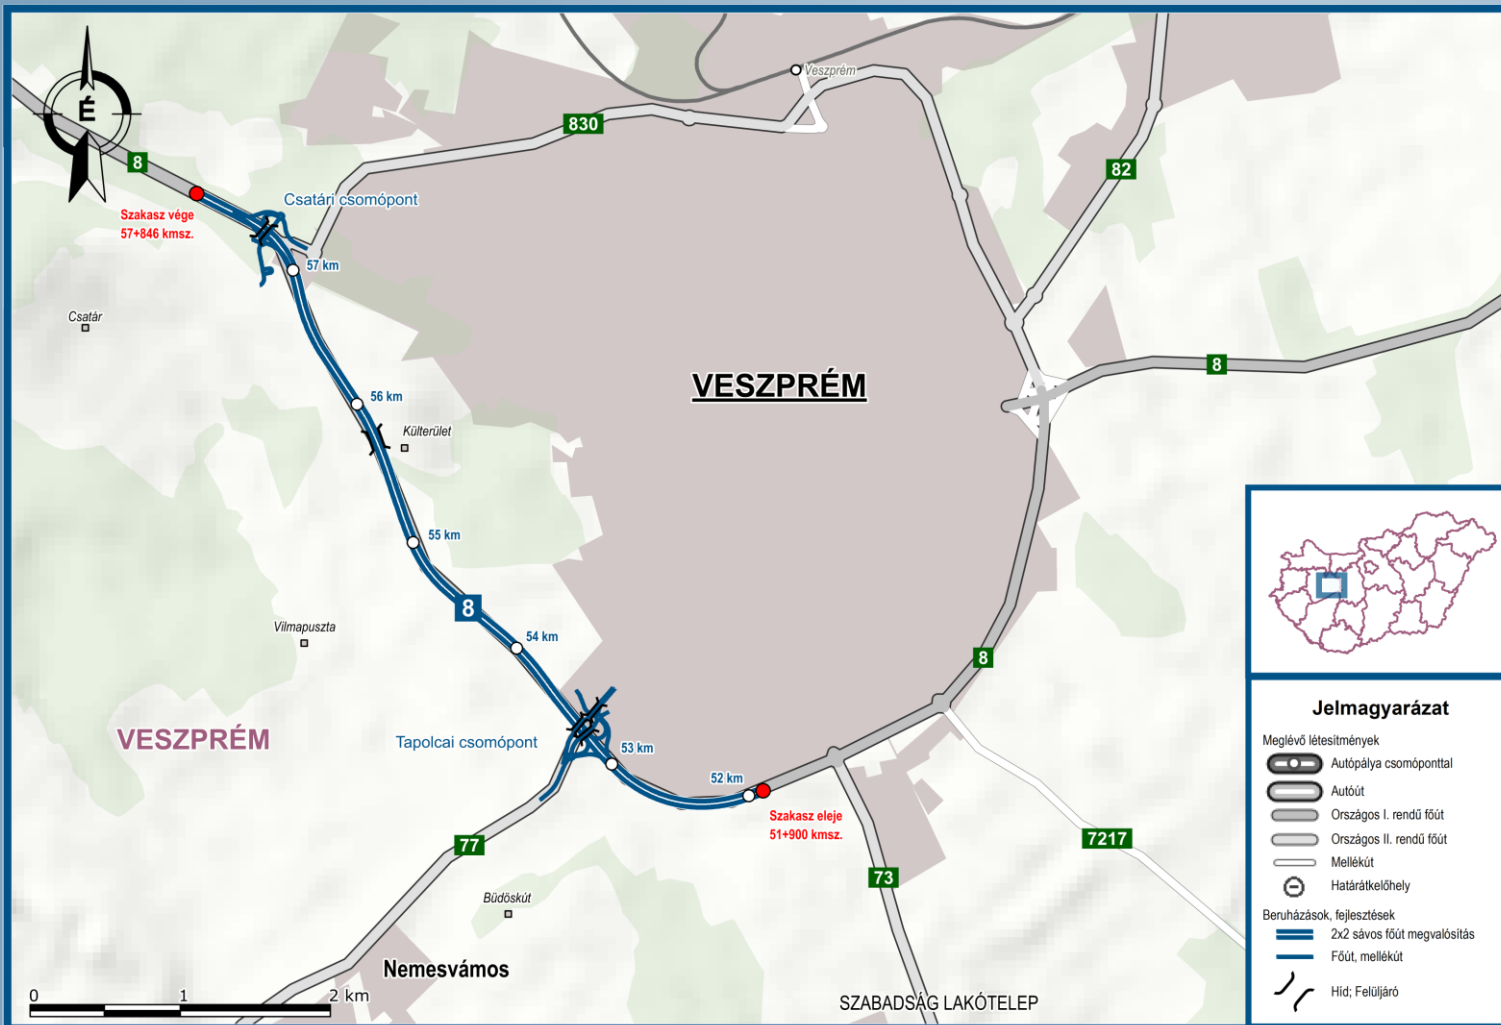 É
Veszprém
830
8
82
Csatári csomópont
Szakasz vége
57+846 kmsz.
57 km
Csatár
8
VESZPRÉM
56 km
Külterület
55 km
8
54 km
Vilmapuszta
8
VESZPRÉM
Tapolcai csomópont
53 km
52 km
Szakasz eleje
51+900 kmsz.
77
7217
73
Büdöskút
Nemesvámos
0 1 2 km
SZABADSÁG LAKÓTELEP
Jelmagyarázat
Meglévő létesítmények
Autópálya csomóponttal
Autóút
Országos I. rendű főút
Országos II. rendű főút
Mellékút
Határátkelőhely
Beruházások, fejlesztések
2x2 sávos főút megvalósítás
Főút, mellékút
Híd; Felüljáró